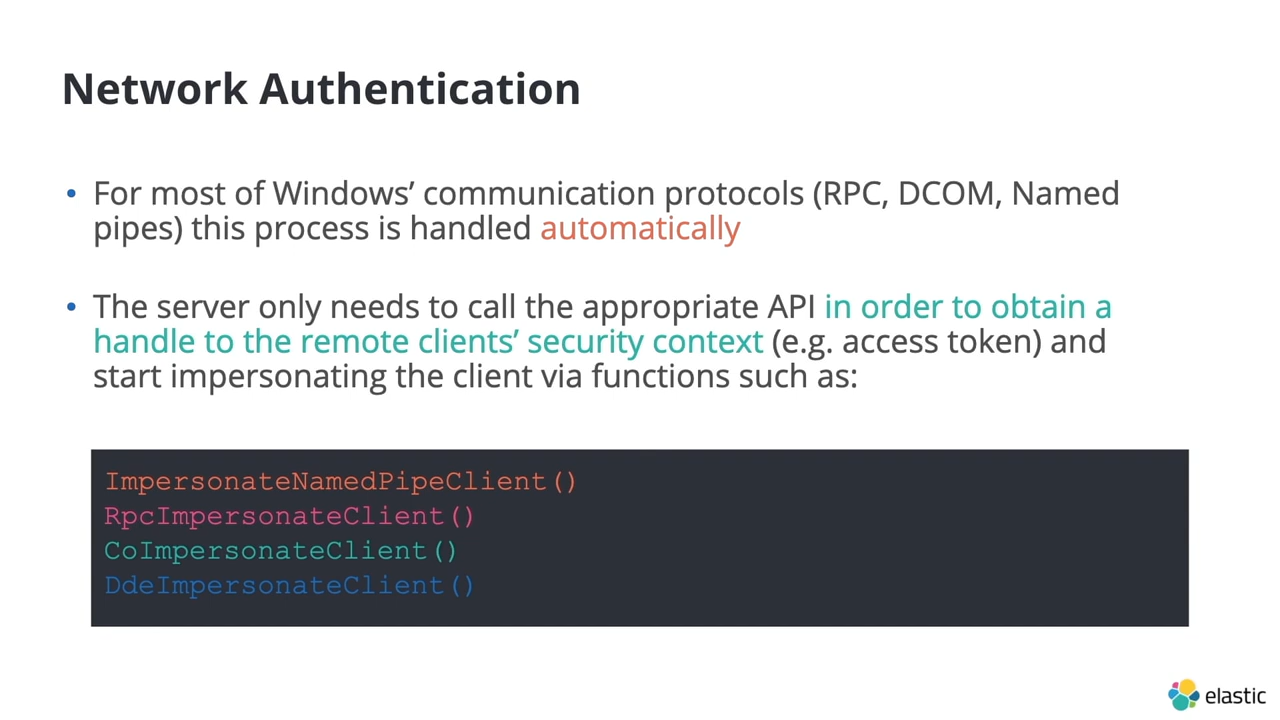 Network Authentication
• For most of Windows’ communication protocols (RPC, DCOM, Named
pipes) this process is handled automatically
• The server only needs to call the appropriate API in order to obtain a
handle to the remote clients’ security context (e.g. access token) and
start impersonating the client via functions such as:
ImpersonateNamedPipeClient()
RpcImpersonateClient()
CoImpersonateClient()
DdeImpersonateClient()
elastic